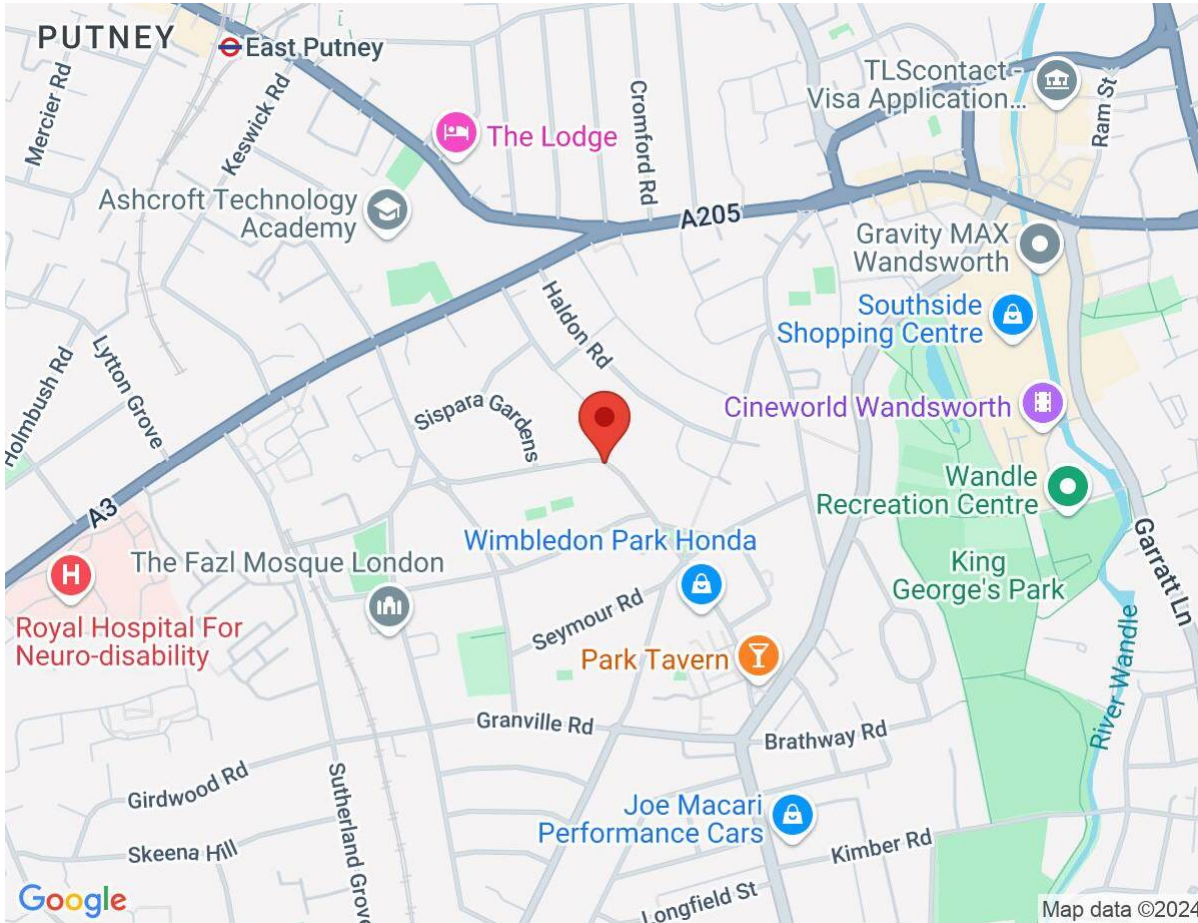 PUTNEY
East Putney
Mercier Rd
Keswick Rd
The Lodge
Cromford Rd
TLScontact -
Visa Application...
Ram St
Ashcroft Technology
Academy
A205
Gravity MAX
Wandsworth
Haldon Rd
Southside
Shopping Centre
Holmbush Rd
Lytton Grove
Sispara Gardens
Cineworld Wandsworth
A3
Wandle
Recreation Centre
Wimbledon Park Honda
The Fazl Mosque London
King
George's Park
Garratt Ln
H
Royal Hospital For
Neuro-disability
Seymour Rd
Park Tavern
River Wandle
Granville Rd
Brathway Rd
Girdwood Rd
Sutherland Grove
Joe Macari
Performance Cars
Skeena Hill
Kimber Rd
Longfield St
Google
Map data ©2024